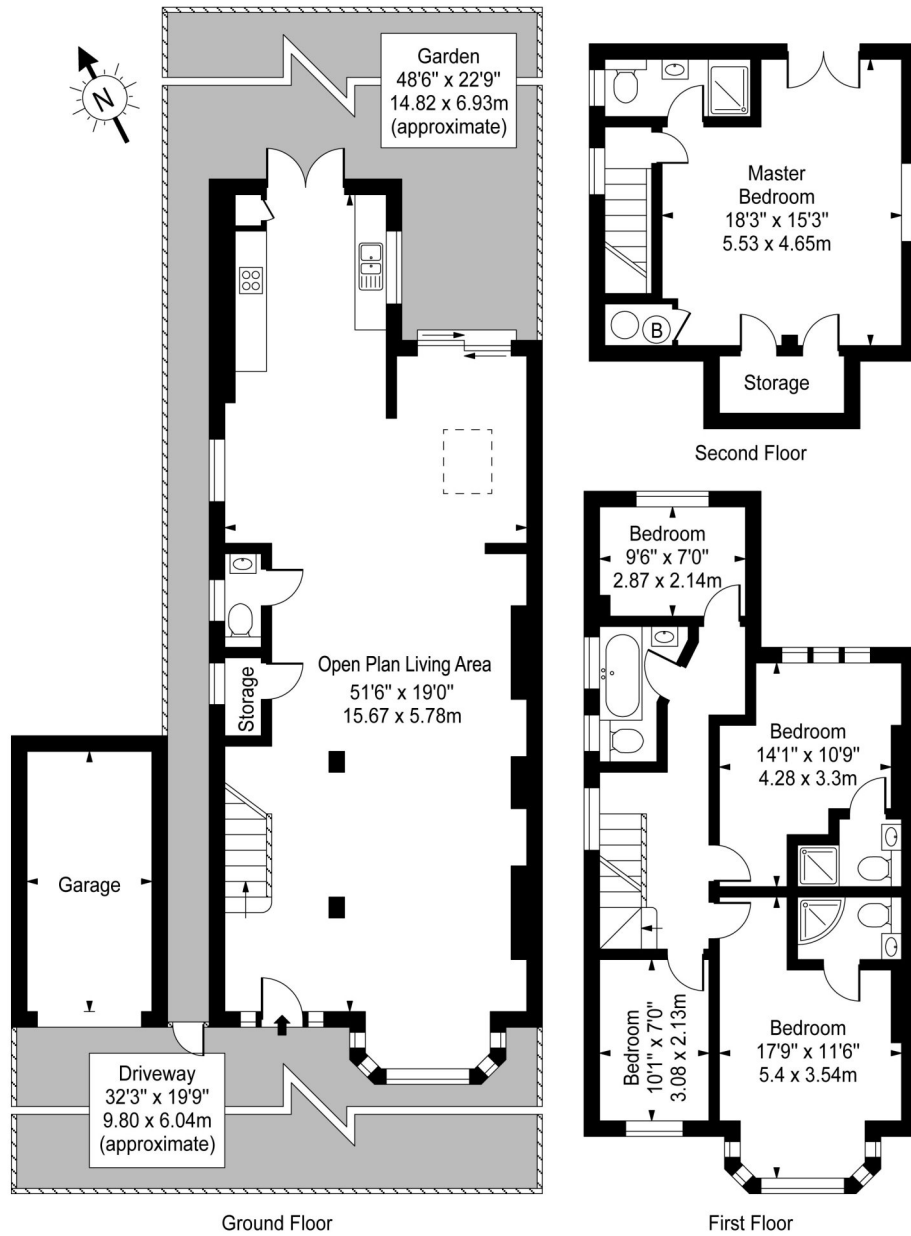 N
Garden
48'6" x 22'9"
14.82 x 6.93m
(approximate)
Open Plan Living Area
51'6" x 19'0"
15.67 x 5.78m
Storage
Garage
Driveway
32'3" x 19'9"
9.80 x 6.04m
(approximate)
Ground Floor
Master
Bedroom
18'3" x 15'3"
5.53 x 4.65m
B
Storage
Second Floor
Bedroom
9'6" x 7'0"
2.87 x 2.14m
Bedroom
14'1" x 10'9"
4.28 x 3.3m
Bedroom
10'1" x 7'0"
3.08 x 2.13m
Bedroom
17'9" x 11'6"
5.4 x 3.54m
First Floor